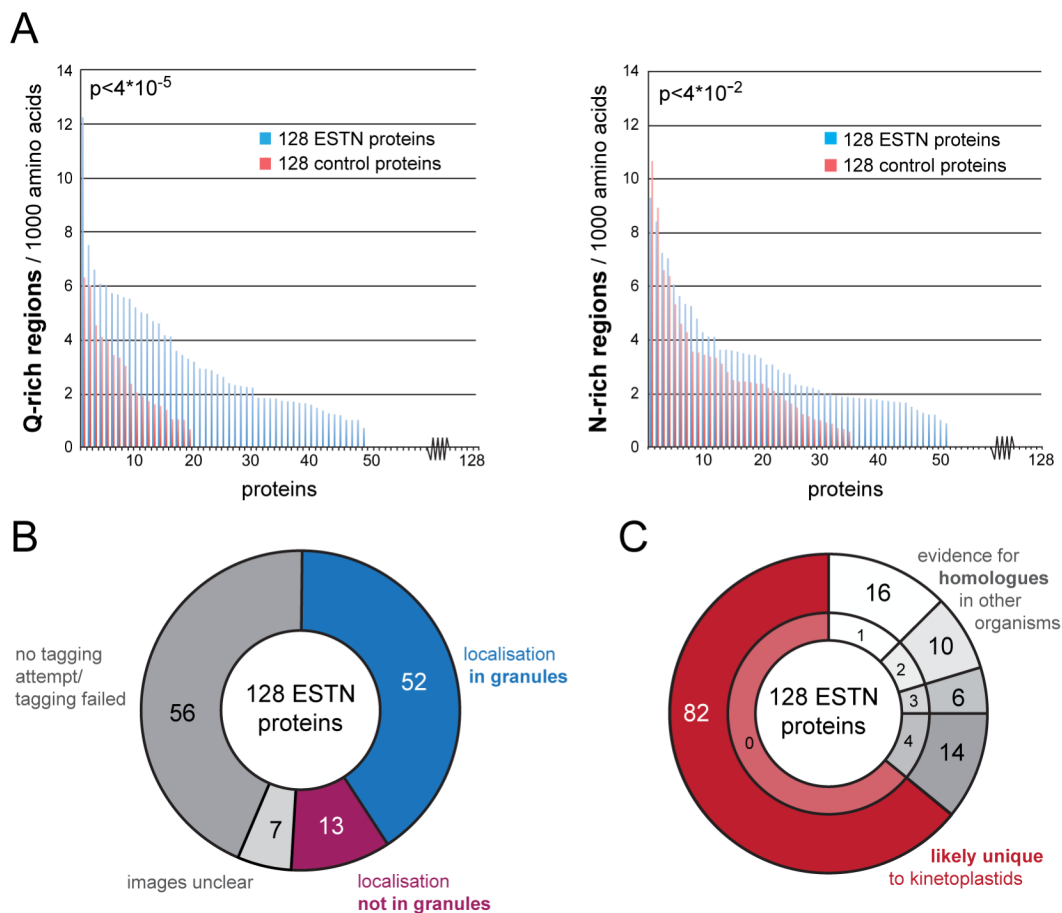 A
Q-rich regions / 1000 amino acids
14
12
10
8
6
4
2
0
p<4*10-5
128 ESTN proteins
128 control proteins
10
20
30
40
50
128
proteins
N-rich regions / 1000 amino acids
14
12
10
8
6
4
2
0
p<4*10-2
128 ESTN proteins
128 control proteins
10
20
30
40
50
128
proteins
B
no tagging
attempt/
tagging failed
56
128 ESTN
proteins
52
localisation
in granules
7
13
images unclear
localisation
not in granules
C
evidence for
homologues
in other
organisms
16
1
10
2
3
6
82
0
128 ESTN
proteins
4
14
likely unique
to kinetoplastids